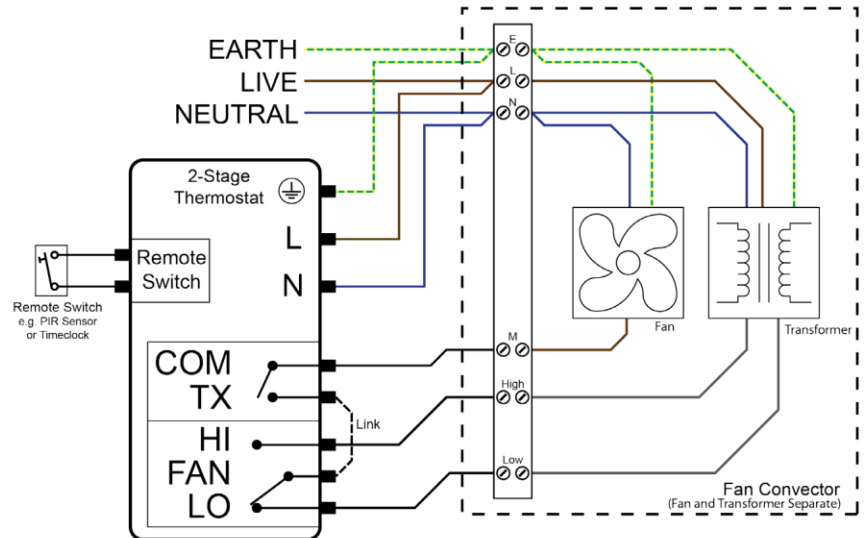 EARTH
LIVE
NEUTRAL
E
L
N
2-Stage
Thermostat
L
N
Remote
Switch
Remote Switch
e.g. PIR Sensor
or Timeclock
Fan
Transformer
COM
TX
HI
FAN
LO
Link
M
High
Low
Fan Convector
(Fan and Transformer Separate)